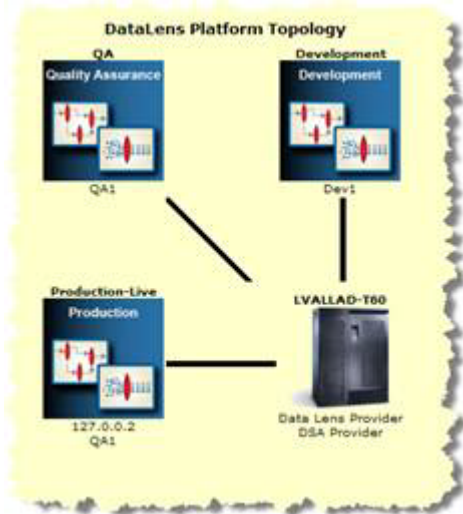 DataLens Platform Topology
QA
Quality Assurance
QA1
Development
Development
Dev1
Production-Live
Production
127.0.0.2
QA1
LVALLAD-T60
Data Lens Provider
DSA Provider